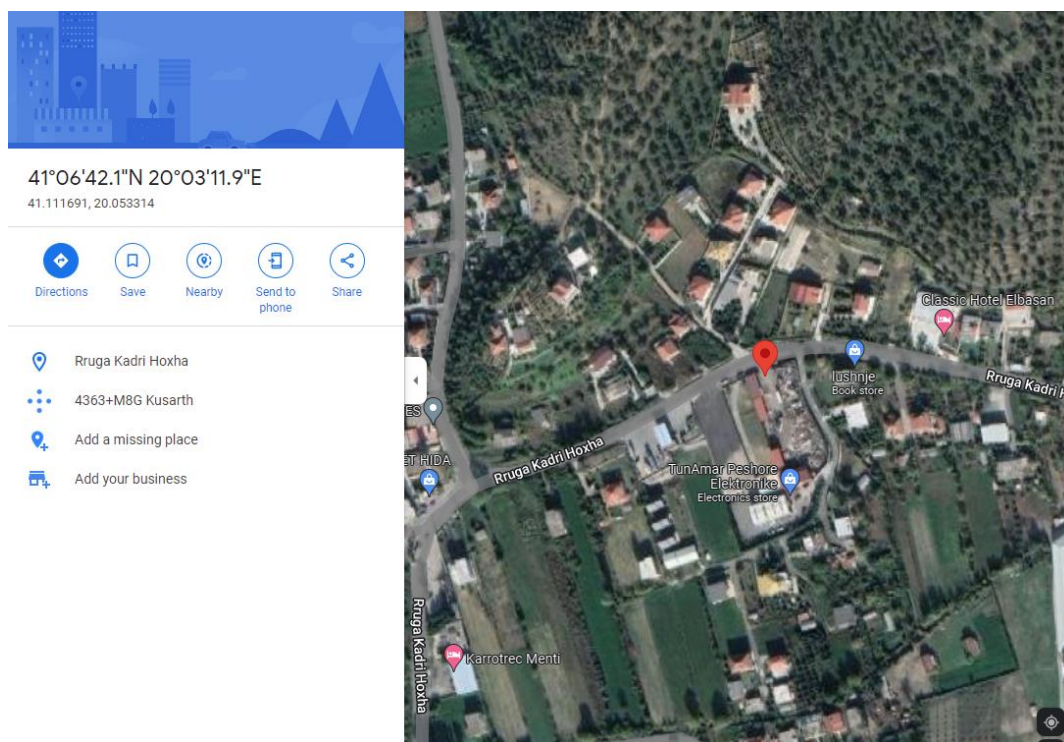 41°06'42.1"N 20°03'11.9"E
41.111691, 20.053314
Directions
Save
Nearby
Send to
phone
Share
Rruga Kadri Hoxha
4363+M8G Kusarth
Add a missing place
Add your business
Classic Hotel Elbasan
lushnje
Book store
Rruga Kadri H
ES
ET HIDA
Rruga Kadri Hoxha
TunAmar Peshore
Elektronike
Electronics store
Rruga Kadri Hoxha
Karrotrec Menti